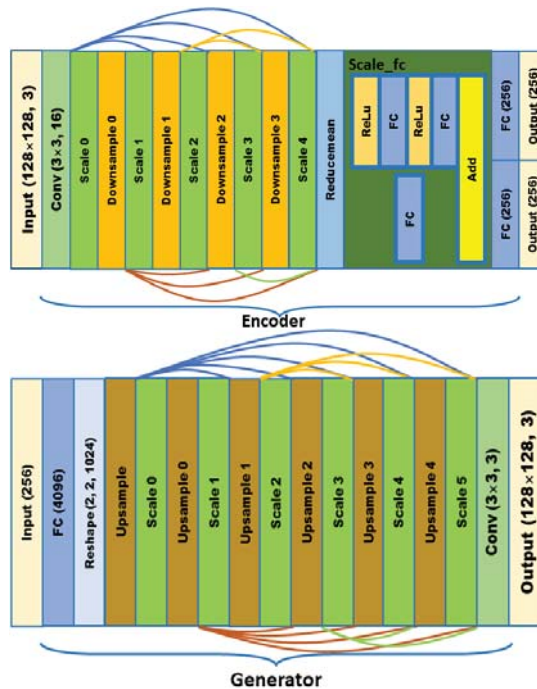 Input (128×128, 3)
Conv (3×3, 16)
Scale 0
Downsample 0
Scale 1
Downsample 1
Scale 2
Downsample 2
Scale 3
Downsample 3
Scale 4
Reducemean
Scale_fc
ReLu
FC
ReLu
FC
FC
Add
FC (256)
FC (256)
Output (256)
Output (256)
Encoder
Input (256)
FC (4096)
Reshape (2, 2, 1024)
Upsample
Scale 0
Upsample 0
Scale 1
Upsample 1
Scale 2
Upsample 2
Scale 3
Upsample 3
Scale 4
Upsample 4
Scale 5
Conv (3×3, 3)
Output (128×128, 3)
Generator